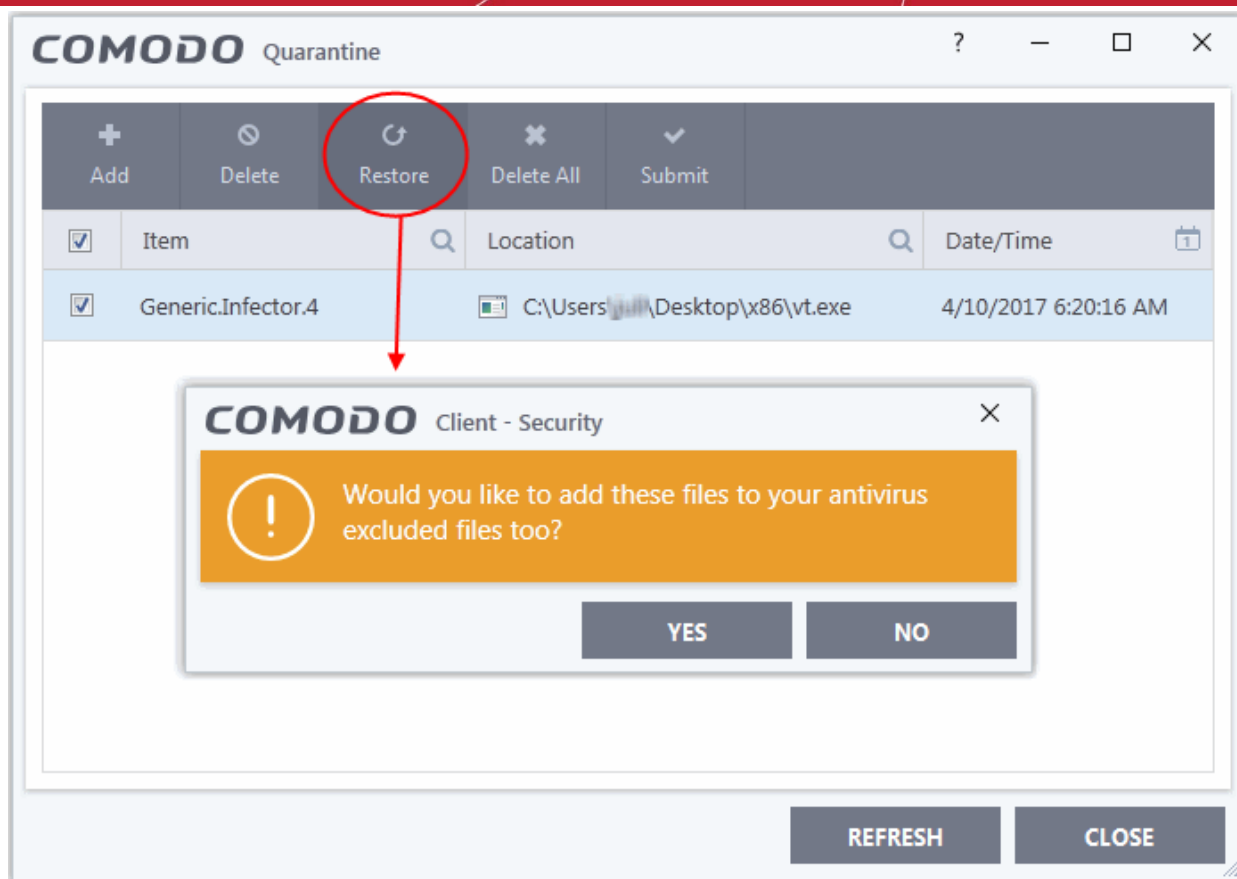 COMODO Quarantine
Add Delete Restore Delete All Submit
Item Location Date/Time
Generic.Infector.4 C:\Users\ \Desktop\x86\vt.exe 4/10/2017 6:20:16 AM
COMODO Client - Security
Would you like to add these files to your antivirus
excluded files too?
YES NO
REFRESH CLOSE